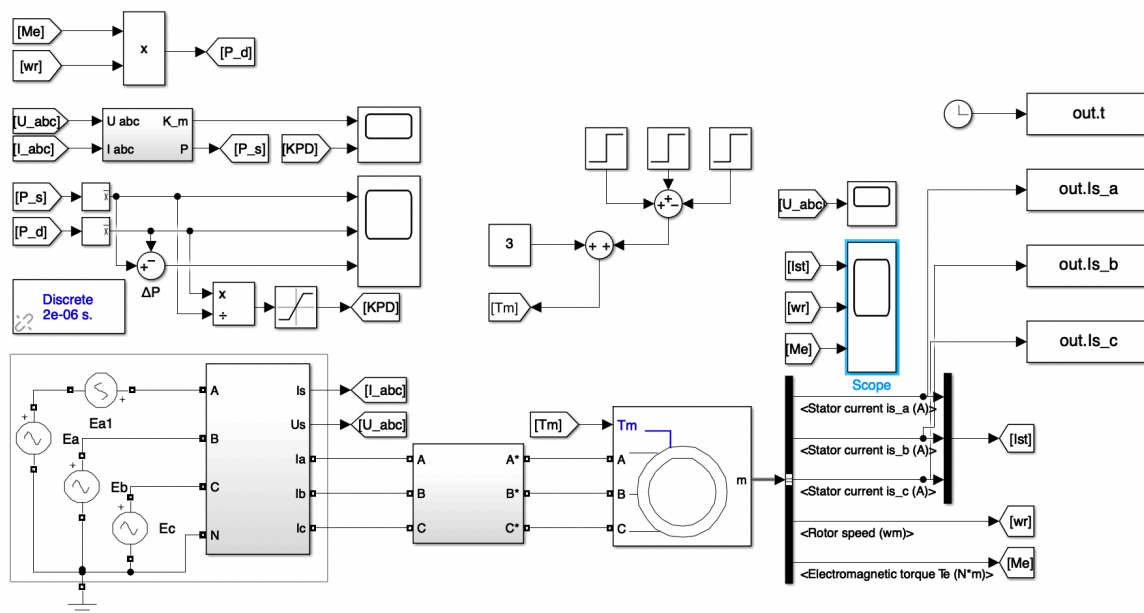 [Me]
[wr]
x
[P_d]
[U_abc]
[I_abc]
U abc
I abc
K_m
P
[P_s]
[KPD]
[P_s]
[P_d]
x
x
+
−
ΔP
Discrete
2e-06 s.
x
÷
[KPD]
+
+
−
3
+ +
[Tm]
out.t
[U_abc]
out.Is_a
[Ist]
[wr]
[Me]
Scope
out.Is_b
out.Is_c
Ea1
+
Ea
+
Eb
+
Ec
+
A
B
C
N
Is
Us
Ia
Ib
Ic
[I_abc]
[U_abc]
A
B
C
A*
B*
C*
[Tm]
Tm
A
B
C
m
<Stator current is_a (A)>
<Stator current is_b (A)>
<Stator current is_c (A)>
<Rotor speed (wm)>
<Electromagnetic torque Te (N*m)>
[Ist]
[wr]
[Me]